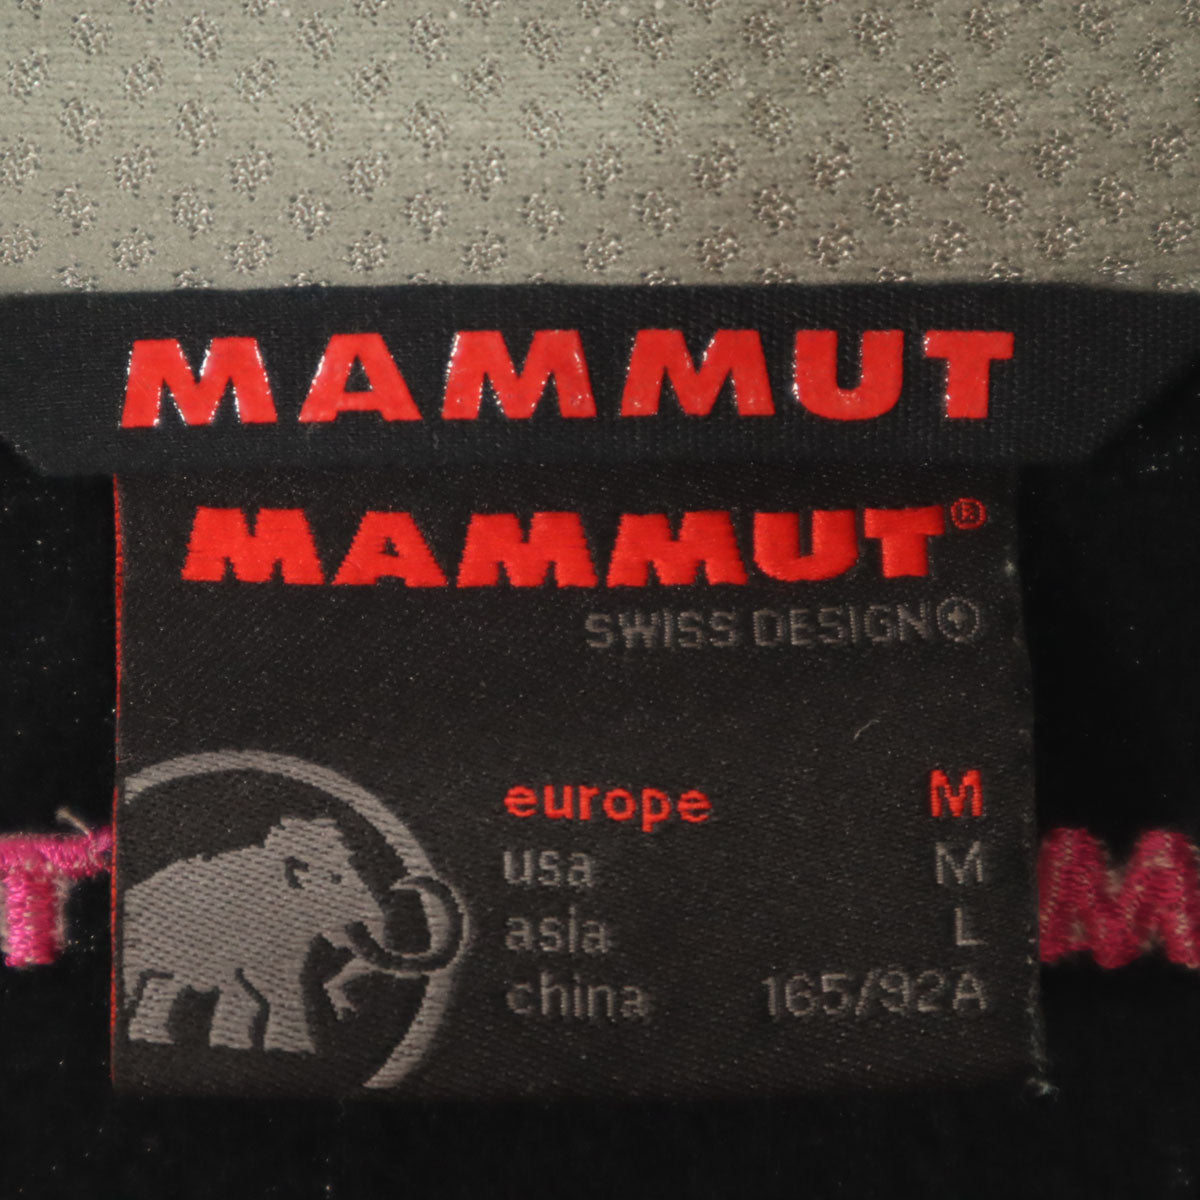 MAMMUT
MAMMUT®
SWISS DESIGN
europe M
usa M
asia L
china 165/92A
T M